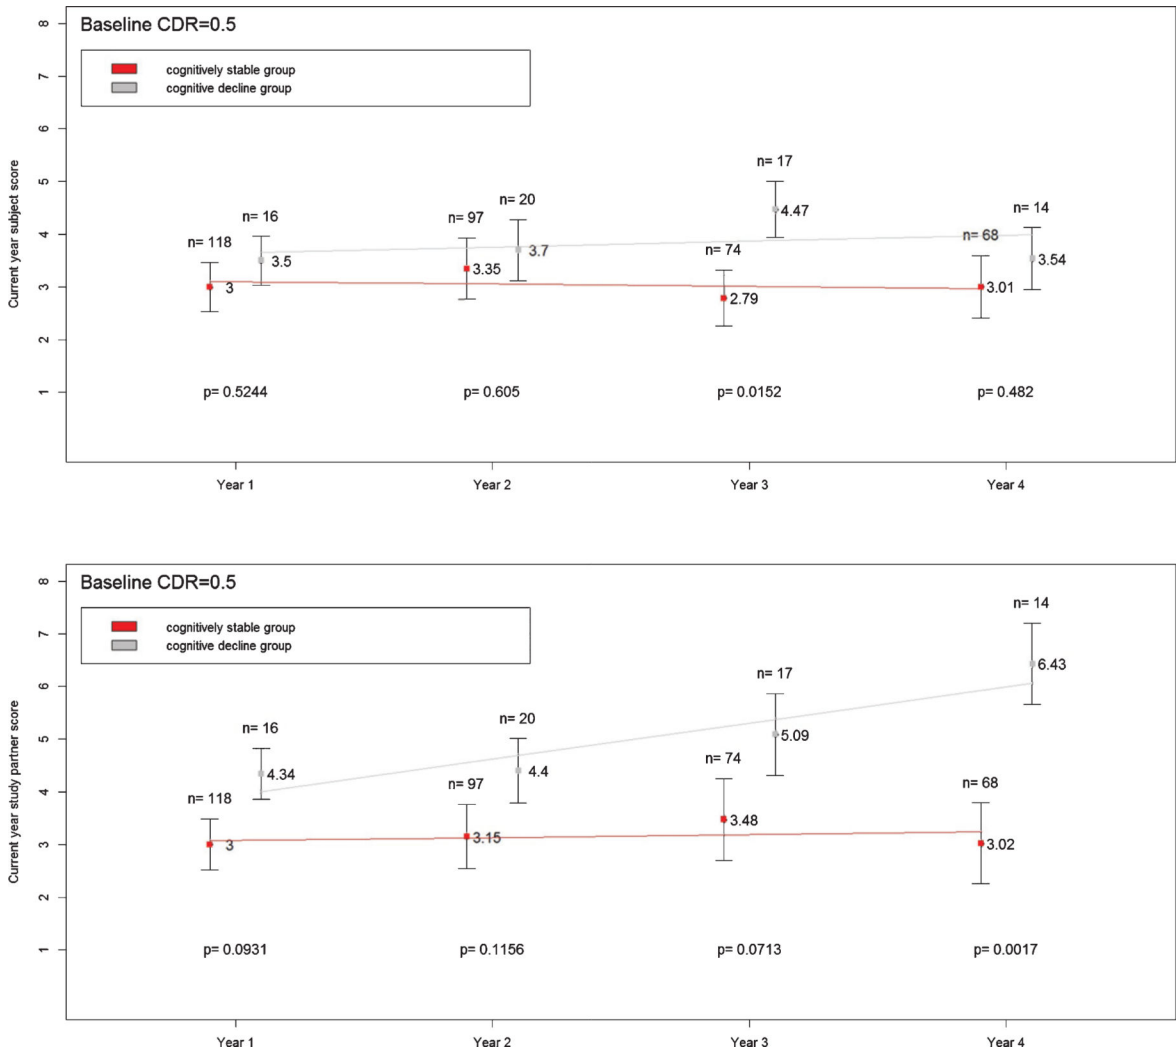 Baseline CDR=0.5
cognitively stable group
cognitive decline group
Current year subject score
8
7
6
5
4
3
2
1
n= 118
3
n= 16
3.5
n= 97
3.35
n= 20
3.7
n= 74
2.79
n= 17
4.47
n= 68
3.01
n= 14
3.54
p= 0.5244
p= 0.605
p= 0.0152
p= 0.482
Year 1
Year 2
Year 3
Year 4
Baseline CDR=0.5
cognitively stable group
cognitive decline group
Current year study partner score
8
7
6
5
4
3
2
1
n= 118
3
n= 16
4.34
n= 97
3.15
n= 20
4.4
n= 74
3.48
n= 17
5.09
n= 68
3.02
n= 14
6.43
p= 0.0931
p= 0.1156
p= 0.0713
p= 0.0017
Year 1
Year 2
Year 3
Year 4